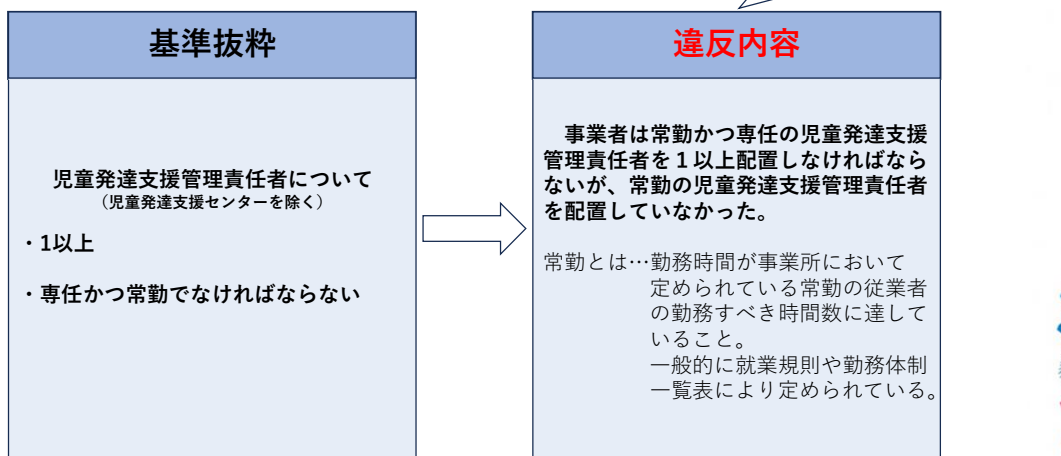 基準抜粋
児童発達支援管理責任者について
（児童発達支援センターを除く）
・1以上
・専任かつ常勤でなければならない
違反内容
事業者は常勤かつ専任の児童発達支援
管理責任者を１以上配置しなければなら
ないが、常勤の児童発達支援管理責任者
を配置していなかった。
常勤とは…勤務時間が事業所において
定められている常勤の従業者
の勤務すべき時間数に達して
いること。
一般的に就業規則や勤務体制
一覧表により定められている。